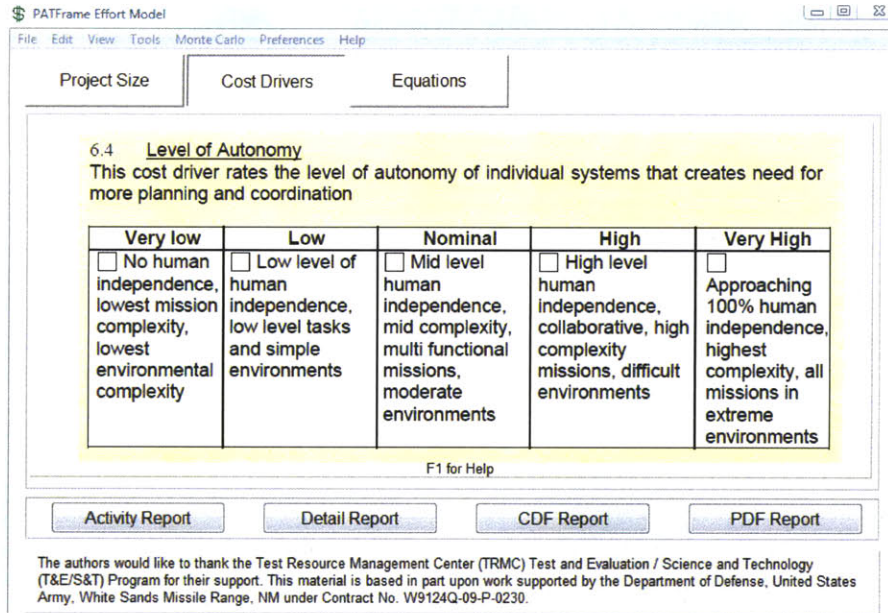 PATFrame Effort Model
File Edit View Tools Monte Carlo Preferences Help
Project Size Cost Drivers Equations
6.4 Level of Autonomy
This cost driver rates the level of autonomy of individual systems that creates need for
more planning and coordination
Very low
No human
independence,
lowest mission
complexity,
lowest
environmental
complexity
Low
Low level of
human
independence,
low level tasks
and simple
environments
Nominal
Mid level
human
independence,
mid complexity,
multi functional
missions,
moderate
environments
High
High level
human
independence,
collaborative, high
complexity
missions, difficult
environments
Very High
Approaching
100% human
independence,
highest
complexity, all
missions in
extreme
environments
F1 for Help
Activity Report Detail Report CDF Report PDF Report
The authors would like to thank the Test Resource Management Center (TRMC) Test and Evaluation / Science and Technology
(T&E/S&T) Program for their support. This material is based in part upon work supported by the Department of Defense, United States
Army, White Sands Missile Range, NM under Contract No. W9124Q-09-P-0230.